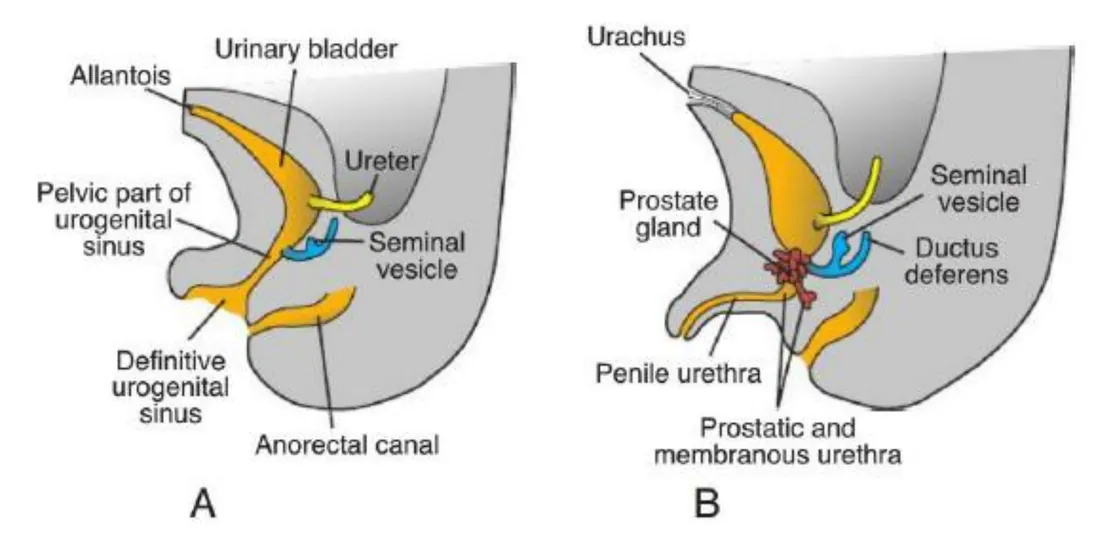 Urinary bladder
Allantois
Ureter
Pelvic part of
urogenital
sinus
Seminal
vesicle
Definitive
urogenital
sinus
Anorectal canal
A
Urachus
Prostate
gland
Seminal
vesicle
Ductus
deferens
Penile urethra
Prostatic and
membranous urethra
B